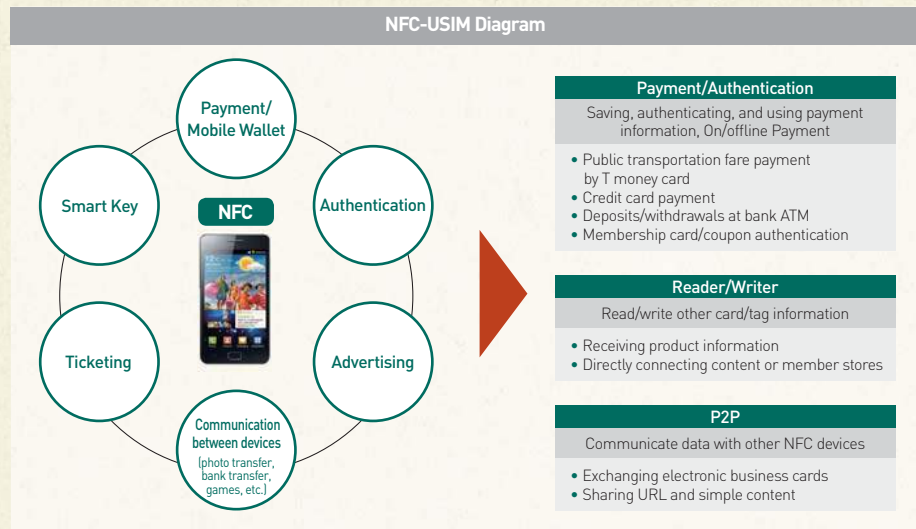 NFC-USIM Diagram
Payment/
Mobile Wallet
Smart Key
NFC
Authentication
Ticketing
Advertising
Communication
between devices
(photo transfer,
bank transfer,
games, etc.)
Payment/Authentication
Saving, authenticating, and using payment
information, On/offline Payment
• Public transportation fare payment
by T money card
• Credit card payment
• Deposits/withdrawals at bank ATM
• Membership card/coupon authentication
Reader/Writer
Read/write other card/tag information
• Receiving product information
• Directly connecting content or member stores
P2P
Communicate data with other NFC devices
• Exchanging electronic business cards
• Sharing URL and simple content